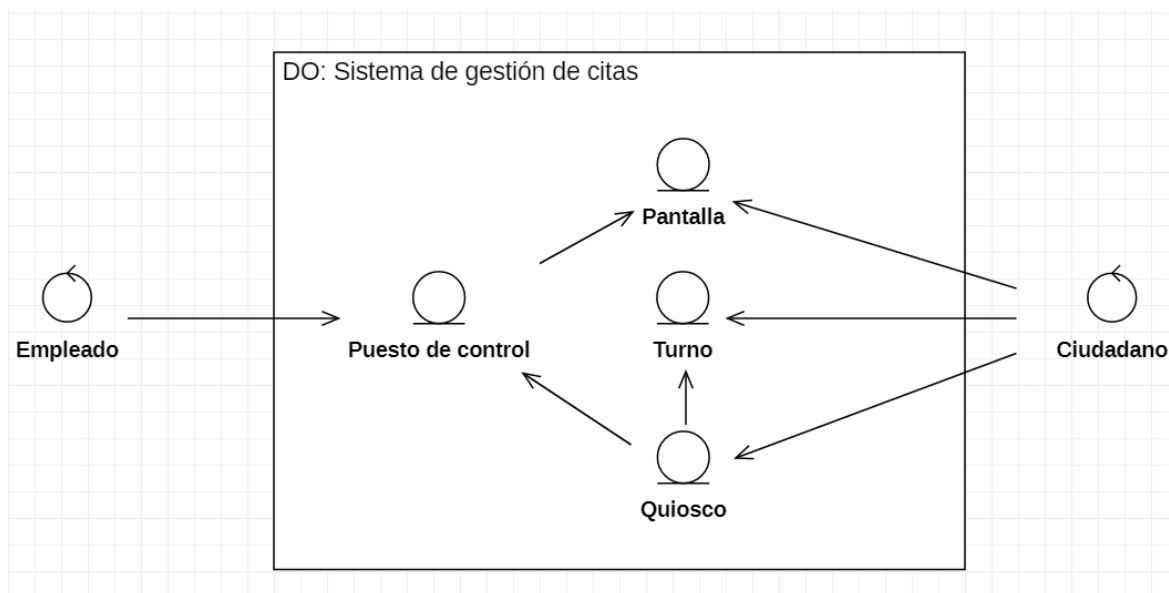 DO: Sistema de gestión de citas
Pantalla
Empleado
Puesto de control
Turno
Ciudadano
Quiosco